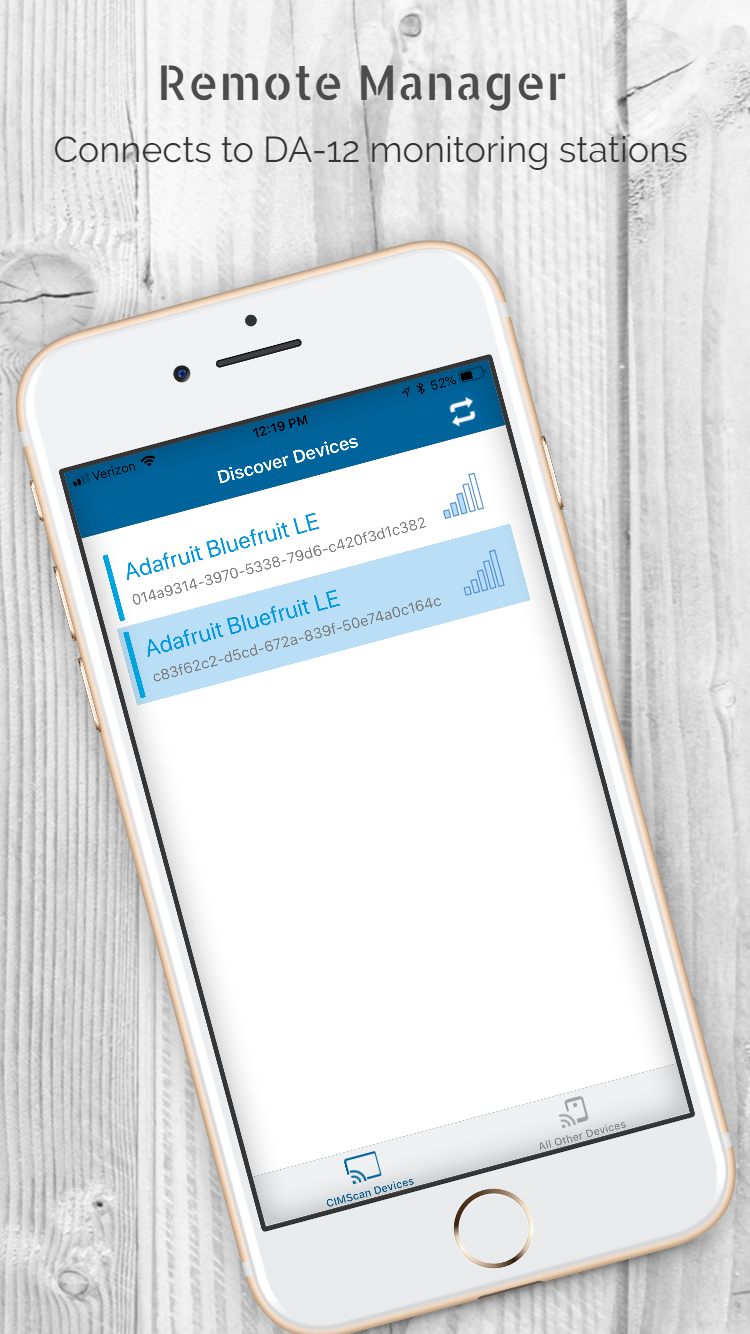 Remote Manager
Connects to DA-12 monitoring stations
Verizon 12:19 PM 52%
Discover Devices
Adafruit Bluefruit LE
014a9314-3970-5338-79d6-c420f3d1c382
Adafruit Bluefruit LE
c83f62c2-d5cd-672a-839f-50e74a0c164c
CIMScan Devices
All Other Devices